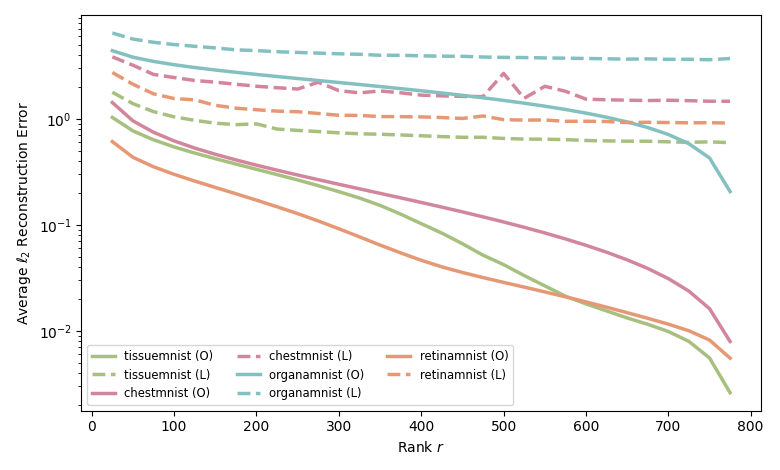 Average ℓ₂ Reconstruction Error
10⁰
10⁻¹
10⁻²
tissuemnist (O)
tissuemnist (L)
chestmnist (O)
chestmnist (L)
organamnist (O)
organamnist (L)
retinamnist (O)
retinamnist (L)
0 100 200 300 400 500 600 700 800
Rank r